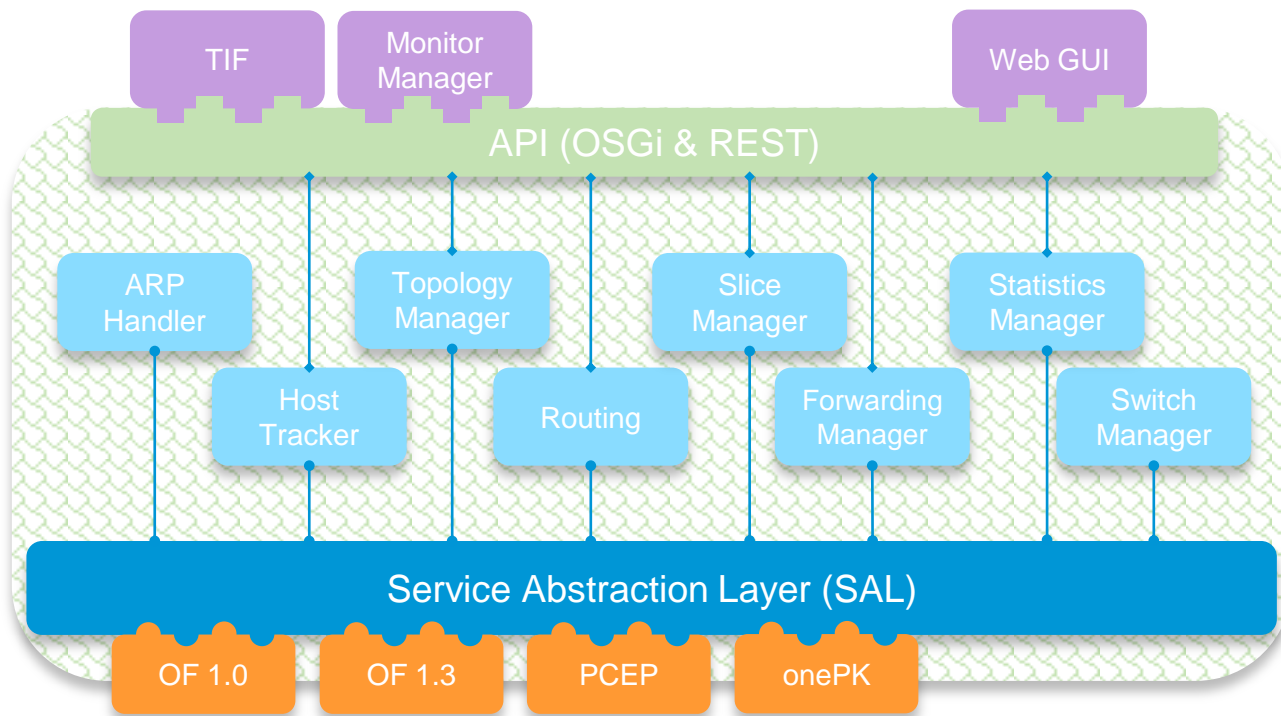 TIF
Monitor
Manager
Web GUI
API (OSGi & REST)
ARP
Handler
Topology
Manager
Slice
Manager
Statistics
Manager
Host
Tracker
Routing
Forwarding
Manager
Switch
Manager
Service Abstraction Layer (SAL)
OF 1.0
OF 1.3
PCEP
onePK